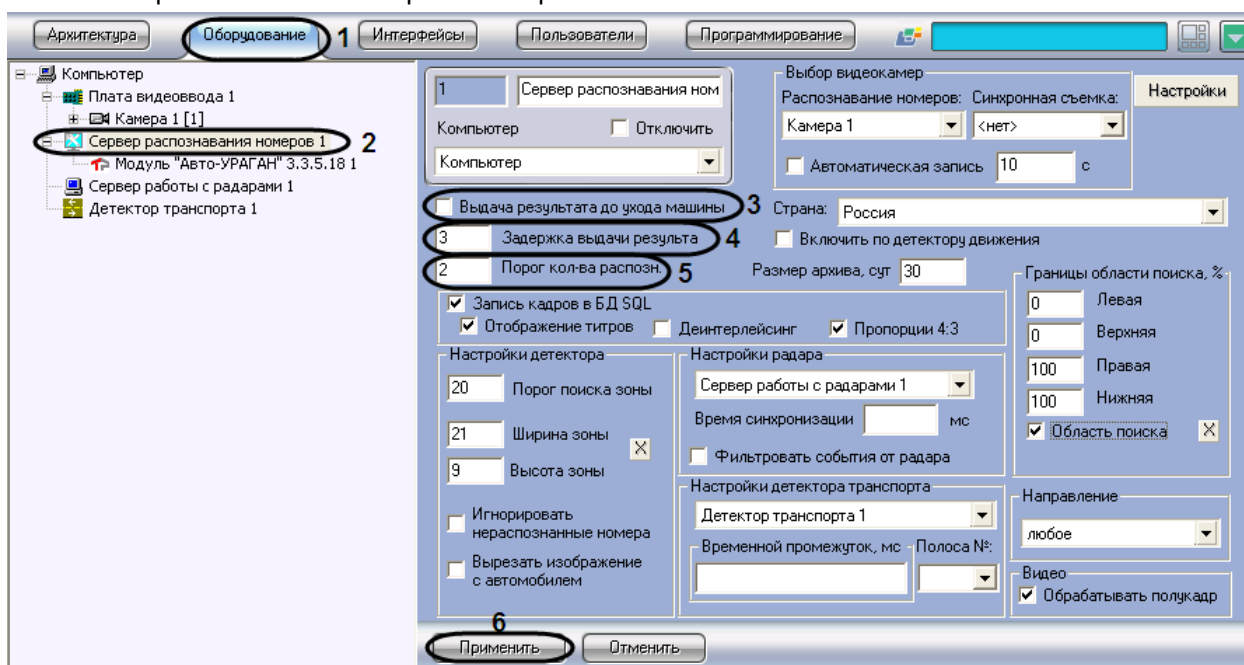 Архитектура Оборудование 1 Интерфейсы Пользователи Программирование
Компьютер
Плата видеоввода 1
Камера 1 [1]
Сервер распознавания номеров 1 2
Модуль "Авто-УРАГАН" 3.3.5.18 1
Сервер работы с радарами 1
Детектор транспорта 1
1 Сервер распознавания ном
Компьютер Отключить
Компьютер
Выбор видеокамер
Распознавание номеров: Синхронная съемка:
Камера 1 <нет>
Автоматическая запись 10 с
Настройки
Выдача результата до ухода машины 3
3 Задержка выдачи результа 4
2 Порог кол-ва распозн. 5
Страна: Россия
Включить по детектору движения
Размер архива, сут 30
Запись кадров в БД SQL
Отображение титров Деинтерлейсинг Пропорции 4:3
Границы области поиска, %
0 Левая
0 Верхняя
100 Правая
100 Нижняя
Область поиска X
Настройки детектора
20 Порог поиска зоны
21 Ширина зоны
X
9 Высота зоны
Игнорировать
нераспознанные номера
Вырезать изображение
с автомобилем
Настройки радара
Сервер работы с радарами 1
Время синхронизации мс
Фильтровать события от радара
Настройки детектора транспорта
Детектор транспорта 1
Временной промежуток, мс Полоса №:
Направление
любое
Видео
Обрабатывать полукадр
6
Применить Отменить